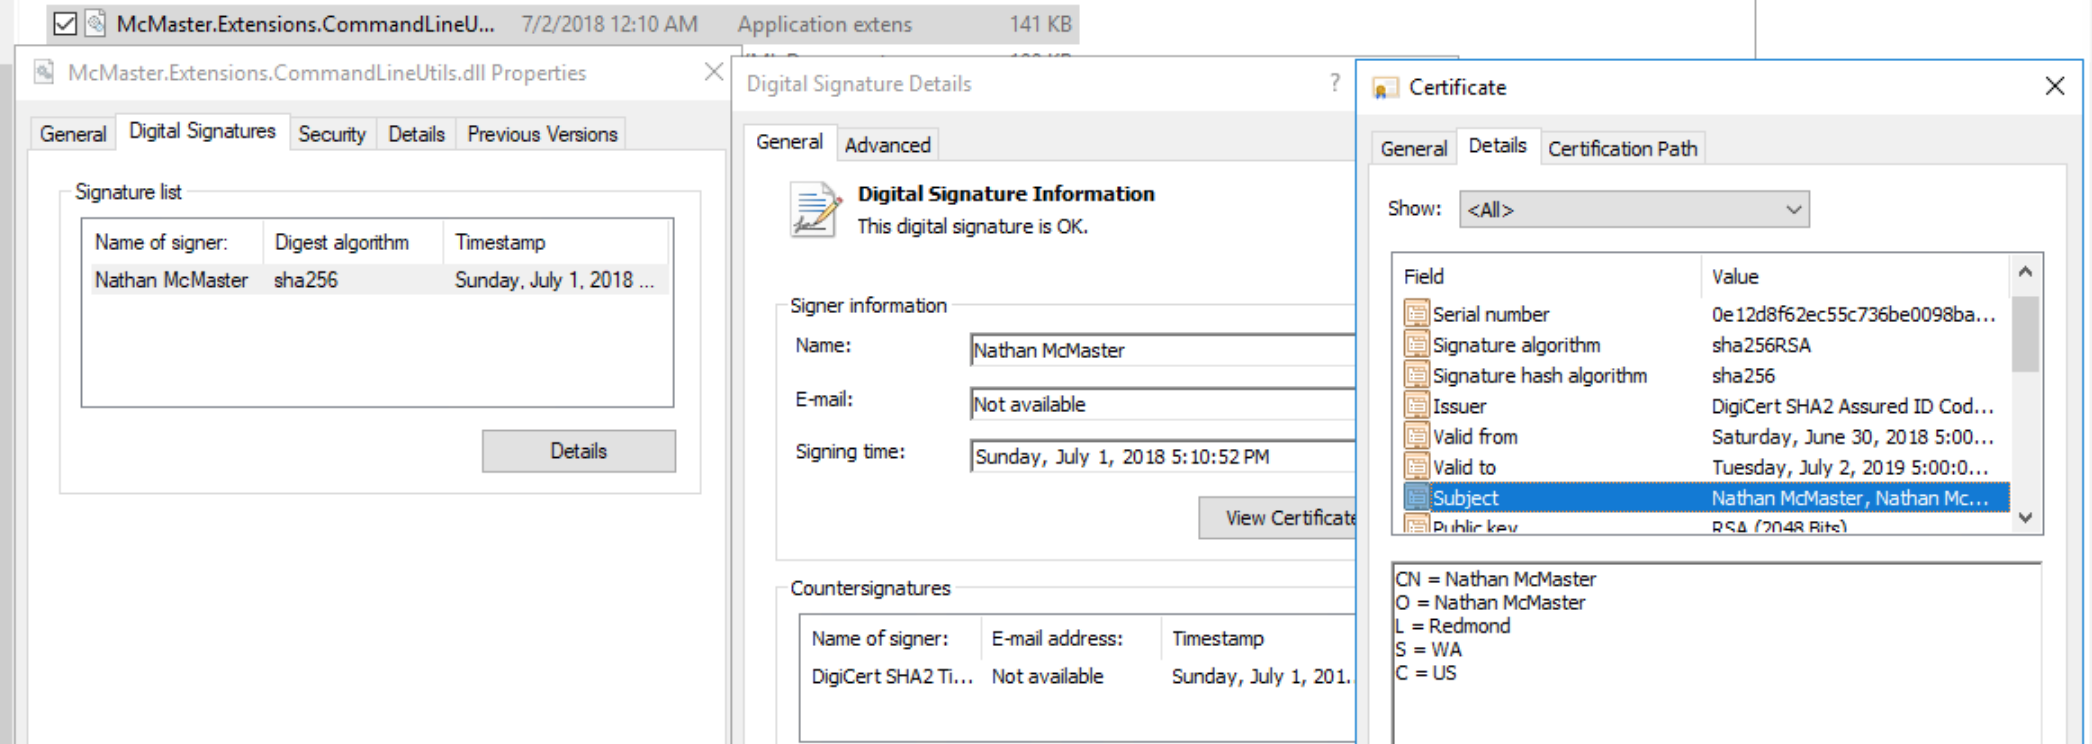 McMaster.Extensions.CommandLineU... 7/2/2018 12:10 AM Application extens 141 KB
McMaster.Extensions.CommandLineUtils.dll Properties
General Digital Signatures Security Details Previous Versions
Signature list
Name of signer: Digest algorithm Timestamp
Nathan McMaster sha256 Sunday, July 1, 2018 ...
Details
Digital Signature Details ?
General Advanced
Digital Signature Information
This digital signature is OK.
Signer information
Name: Nathan McMaster
E-mail: Not available
Signing time: Sunday, July 1, 2018 5:10:52 PM
View Certificate
Countersignatures
Name of signer: E-mail address: Timestamp
DigiCert SHA2 Ti... Not available Sunday, July 1, 201..
Certificate
General Details Certification Path
Show: <All>
Field Value
Serial number 0e12d8f62ec55c736be0098ba...
Signature algorithm sha256RSA
Signature hash algorithm sha256
Issuer DigiCert SHA2 Assured ID Cod...
Valid from Saturday, June 30, 2018 5:00...
Valid to Tuesday, July 2, 2019 5:00:0...
Subject Nathan McMaster, Nathan Mc...
Public key RSA (2048 Bits)
CN = Nathan McMaster
O = Nathan McMaster
L = Redmond
S = WA
C = US